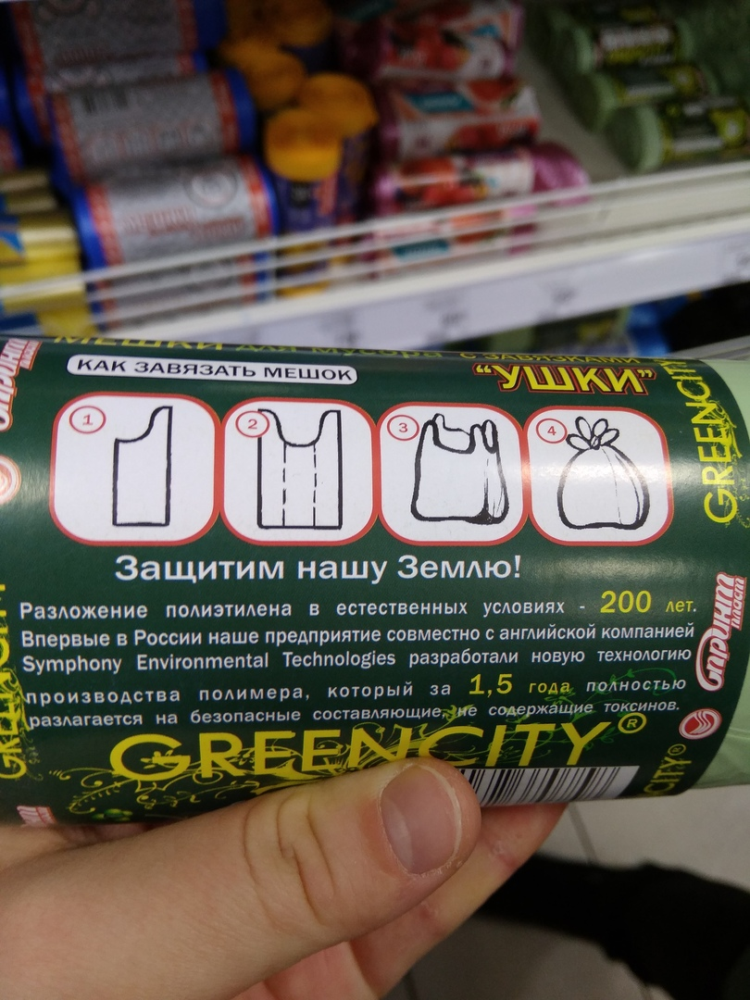 МЕШКИ для мусора с ЗАВЯЗКАМИ
КАК ЗАВЯЗАТЬ МЕШОК
“УШКИ”
1
2
3
4
Защитим нашу Землю!
Разложение полиэтилена в естественных условиях - 200 лет.
Впервые в России наше предприятие совместно с английской компанией
Symphony Environmental Technologies разработали новую технологию
производства полимера, который за 1,5 года полностью
разлагается на безопасные составляющие, не содержащие токсинов.
GREENCITY®
GREENCITY
спринт
пласт